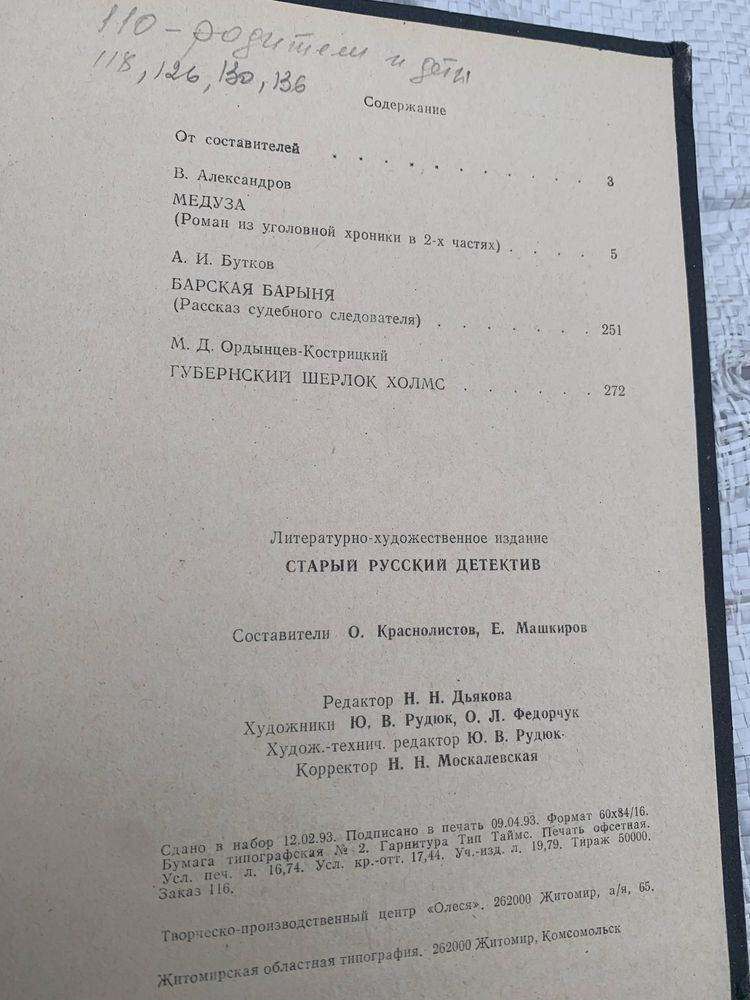 110 - родители и дети
118, 126, 130, 136
Содержание
От составителей . . . . . . . . . . . 3
В. Александров
МЕДУЗА
(Роман из уголовной хроники в 2-х частях) . . . . 5
А. И. Бутков
БАРСКАЯ БАРЫНЯ
(Рассказ судебного следователя) . . . . . . . 251
М. Д. Ордынцев-Кострицкий
ГУБЕРНСКИЙ ШЕРЛОК ХОЛМС . . . . . . 272
Литературно-художественное издание
СТАРЫЙ РУССКИЙ ДЕТЕКТИВ
Составители О. Краснолистов, Е. Машкиров
Редактор Н. Н. Дьякова
Художники Ю. В. Рудюк, О. Л. Федорчук
Худож.-технич. редактор Ю. В. Рудюк.
Корректор Н. Н. Москалевская
Сдано в набор 12.02.93. Подписано в печать 09.04.93. Формат 60х84/16.
Бумага типографская № 2. Гарнитура Тип Таймс. Печать офсетная.
Усл. печ. л. 16,74. Усл. кр.-отт. 17,44. Уч.-изд. л. 19,79. Тираж 50000.
Заказ 116.
Творческо-производственный центр «Олеся». 262000 Житомир, а/я, 65.
Житомирская областная типография. 262000 Житомир, Комсомольск